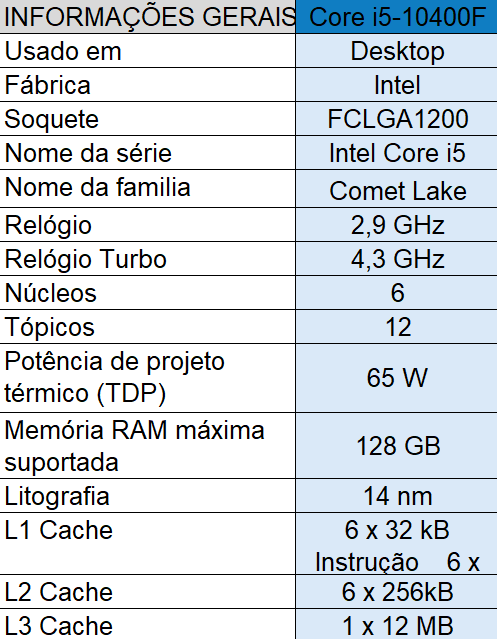 INFORMAÇÕES GERAIS Core i5-10400F
Usado em Desktop
Fábrica Intel
Soquete FCLGA1200
Nome da série Intel Core i5
Nome da familia Comet Lake
Relógio 2,9 GHz
Relógio Turbo 4,3 GHz
Núcleos 6
Tópicos 12
Potência de projeto
térmico (TDP) 65 W
Memória RAM máxima
suportada 128 GB
Litografia 14 nm
L1 Cache 6 x 32 kB
Instrução 6 x
L2 Cache 6 x 256kB
L3 Cache 1 x 12 MB